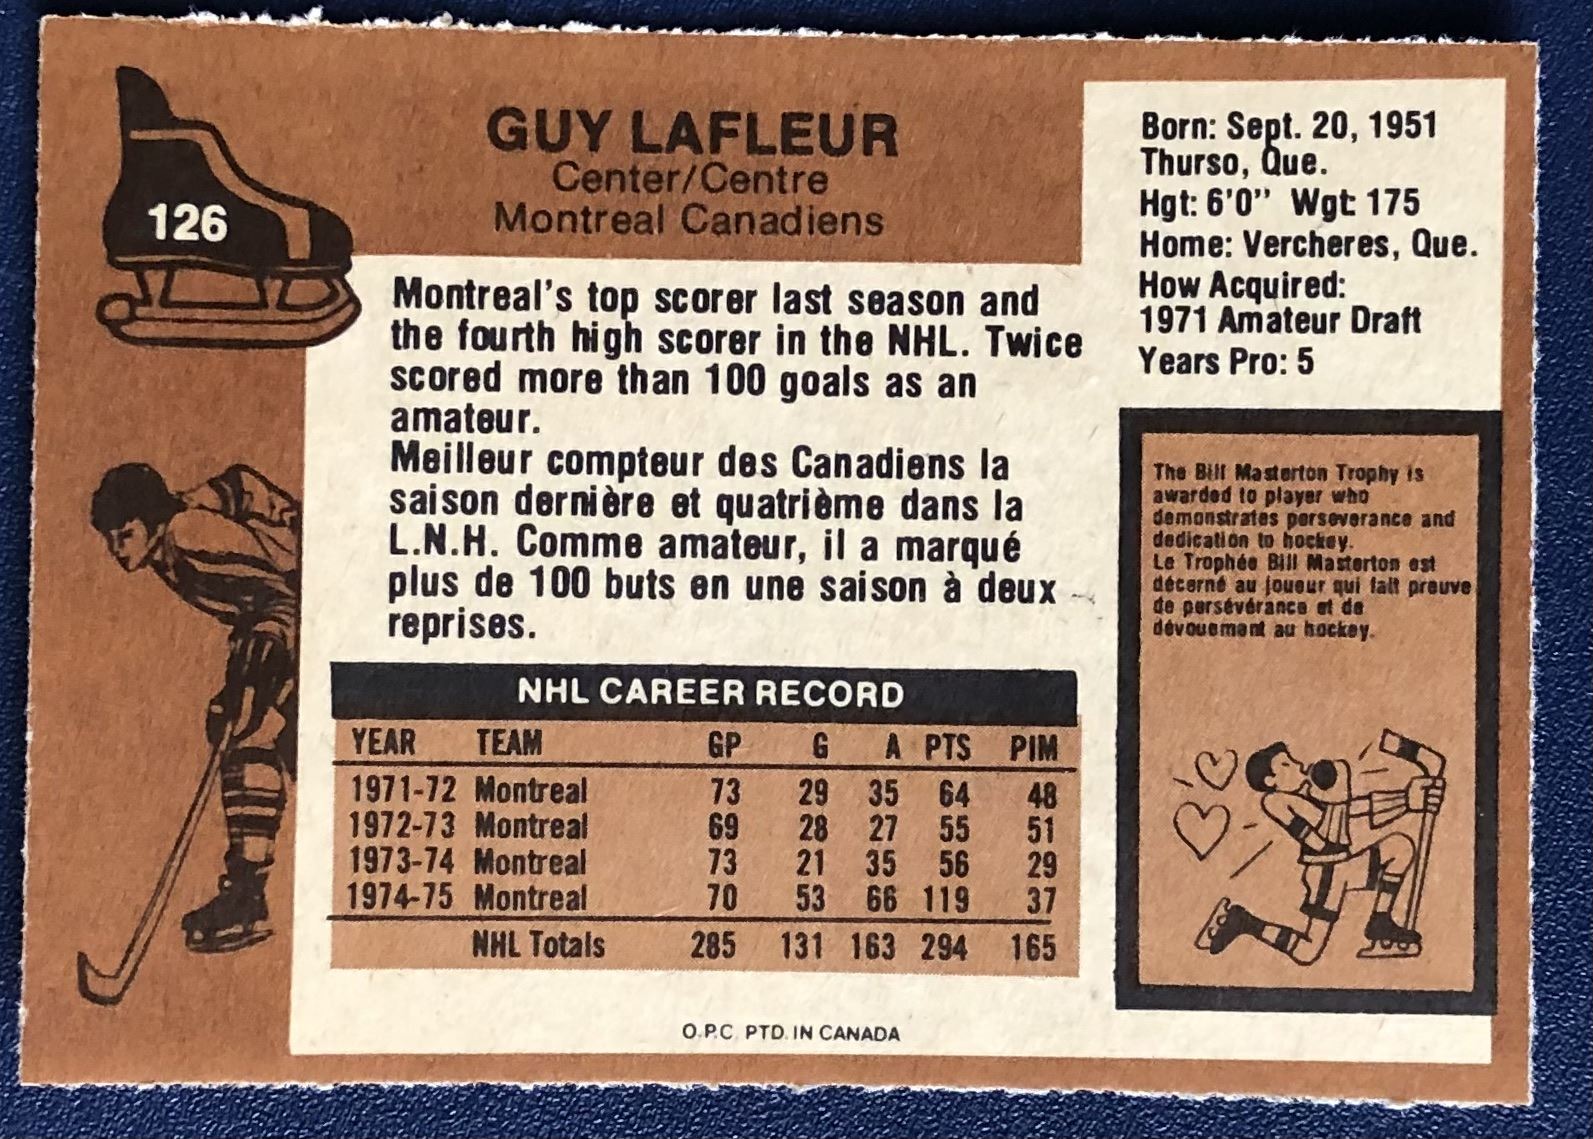 126
GUY LAFLEUR
Center/Centre
Montreal Canadiens
Born: Sept. 20, 1951
Thurso, Que.
Hgt: 6'0" Wgt: 175
Home: Vercheres, Que.
How Acquired:
1971 Amateur Draft
Years Pro: 5
Montreal's top scorer last season and
the fourth high scorer in the NHL. Twice
scored more than 100 goals as an
amateur.
Meilleur compteur des Canadiens la
saison dernière et quatrième dans la
L.N.H. Comme amateur, il a marqué
plus de 100 buts en une saison à deux
reprises.
The Bill Masterton Trophy is
awarded to player who
demonstrates perseverance and
dedication to hockey.
Le Trophée Bill Masterton est
décerné au joueur qui fait preuve
de persévérance et de
dévouement au hockey.
NHL CAREER RECORD
YEAR TEAM GP G A PTS PIM
1971-72 Montreal 73 29 35 64 48
1972-73 Montreal 69 28 27 55 51
1973-74 Montreal 73 21 35 56 29
1974-75 Montreal 70 53 66 119 37
NHL Totals 285 131 163 294 165
O.P.C. PTD. IN CANADA